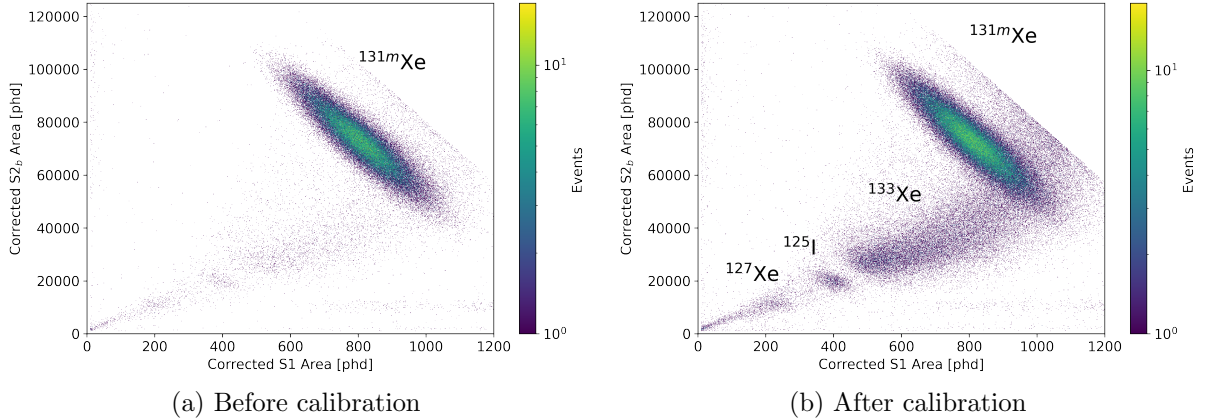 120000
100000
80000
60000
40000
20000
0
Corrected S2b Area [phd]
131mXe
0 200 400 600 800 1000 1200
Corrected S1 Area [phd]
10¹
10⁰
Events
(a) Before calibration
120000
100000
80000
60000
40000
20000
0
Corrected S2b Area [phd]
131mXe
133Xe
125I
127Xe
0 200 400 600 800 1000 1200
Corrected S1 Area [phd]
10¹
10⁰
Events
(b) After calibration